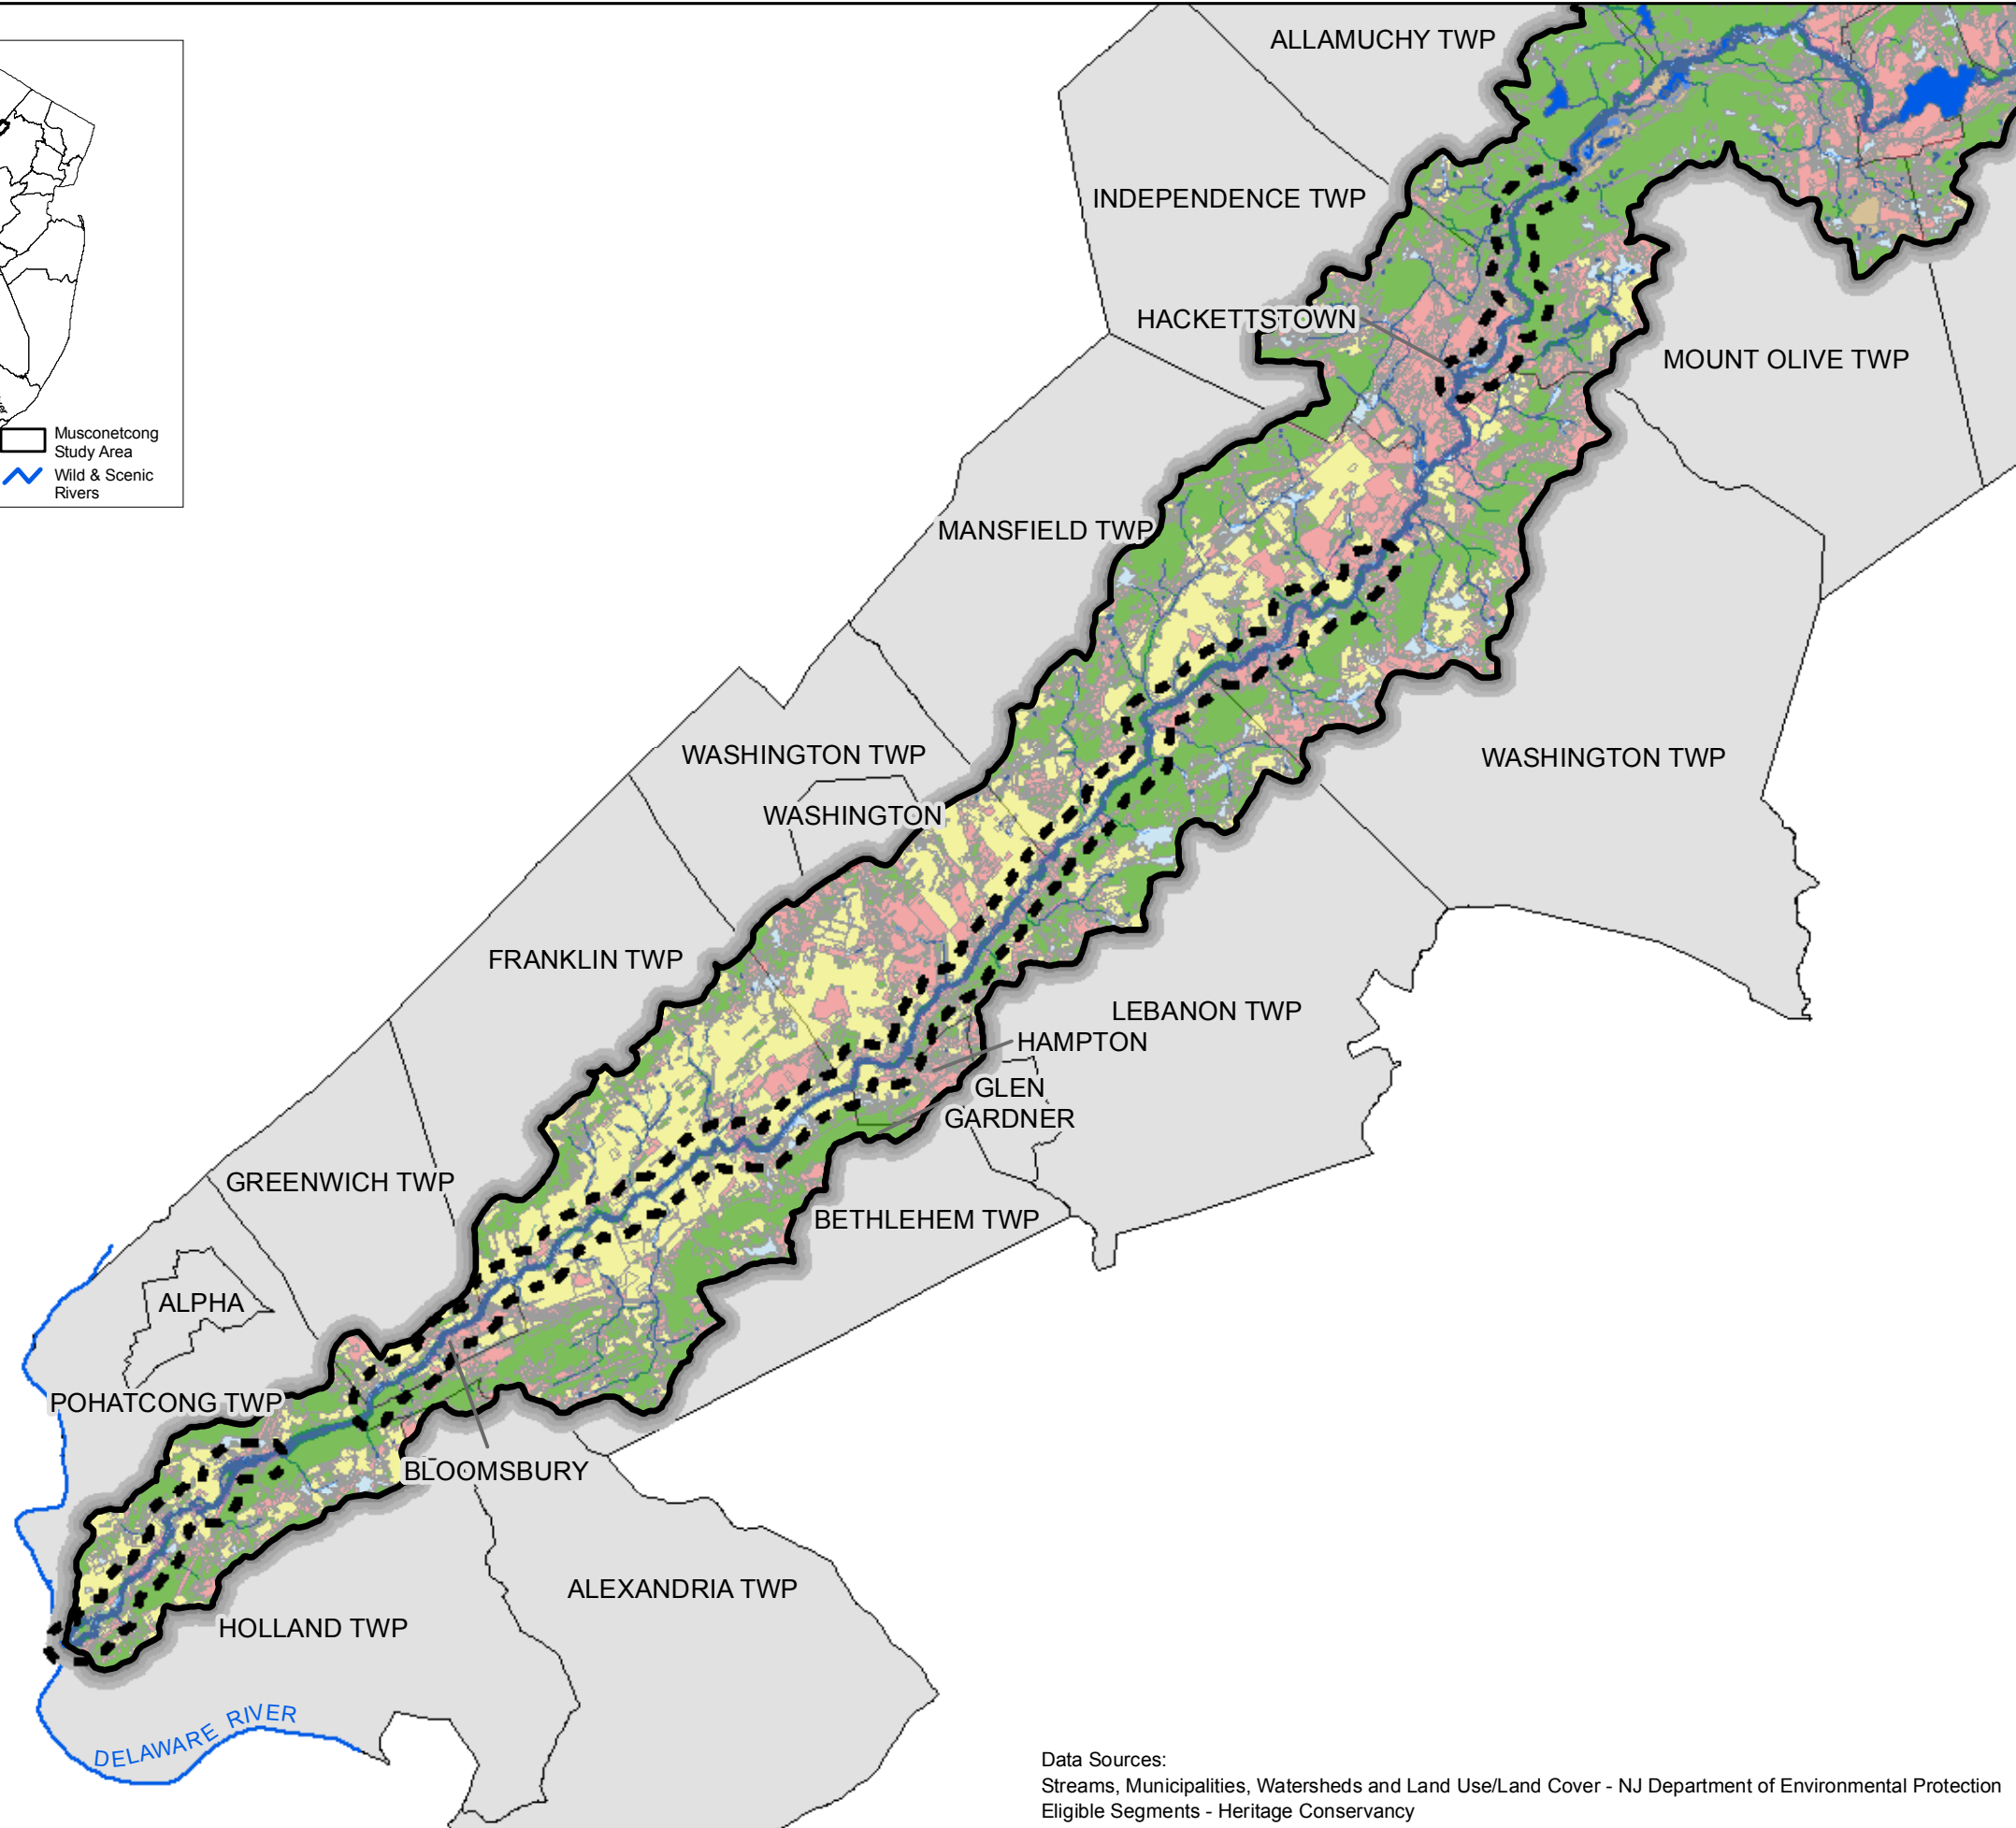 ALLAMUCHY TWP
INDEPENDENCE TWP
HACKETTSTOWN
MOUNT OLIVE TWP
Musconetcong
Study Area
Wild & Scenic
Rivers
MANSFIELD TWP
WASHINGTON TWP
WASHINGTON TWP
WASHINGTON
FRANKLIN TWP
LEBANON TWP
HAMPTON
GLEN
GARDNER
GREENWICH TWP
BETHLEHEM TWP
ALPHA
POHATCONG TWP
BLOOMSBURY
ALEXANDRIA TWP
HOLLAND TWP
DELAWARE RIVER
Data Sources:
Streams, Municipalities, Watersheds and Land Use/Land Cover - NJ Department of Environmental Protection
Eligible Segments - Heritage Conservancy